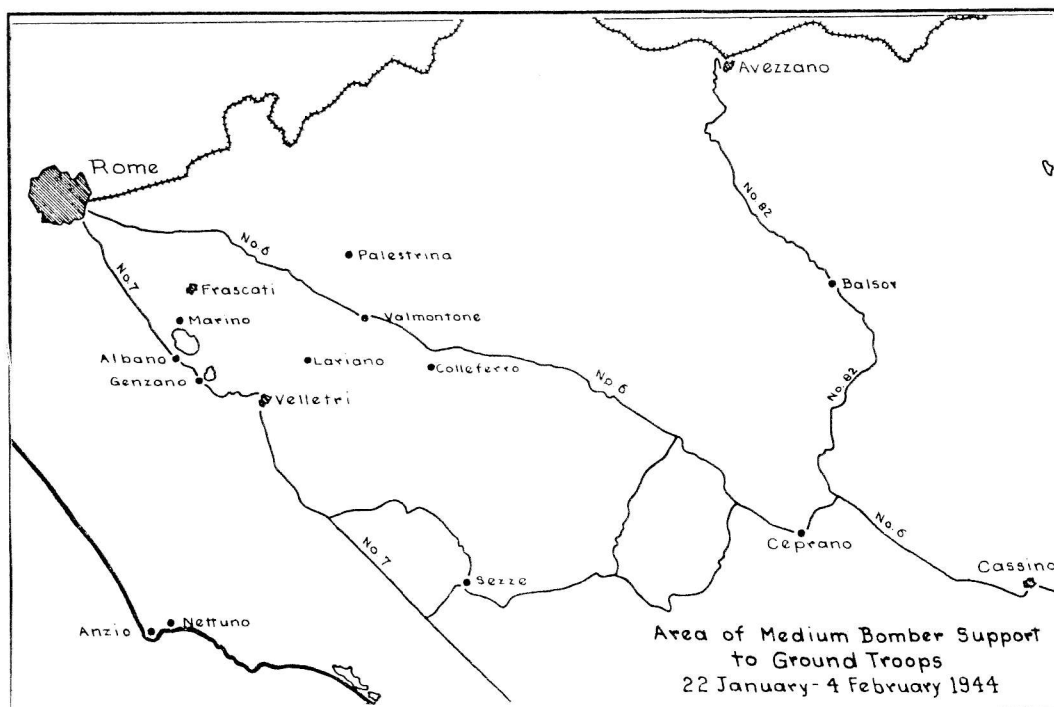 Avezzano
Rome
No. 82
No. 6
Palestrina
No. 7
Frascati
Balsor
Marino
Valmontone
Albano
Lariano
Colleferro
Genzano
No. 6
No. 82
Velletri
No. 6
No. 7
Ceprano
Cassino
Sezze
Nettuno
Anzio
Area of Medium Bomber Support
to Ground Troops
22 January - 4 February 1944